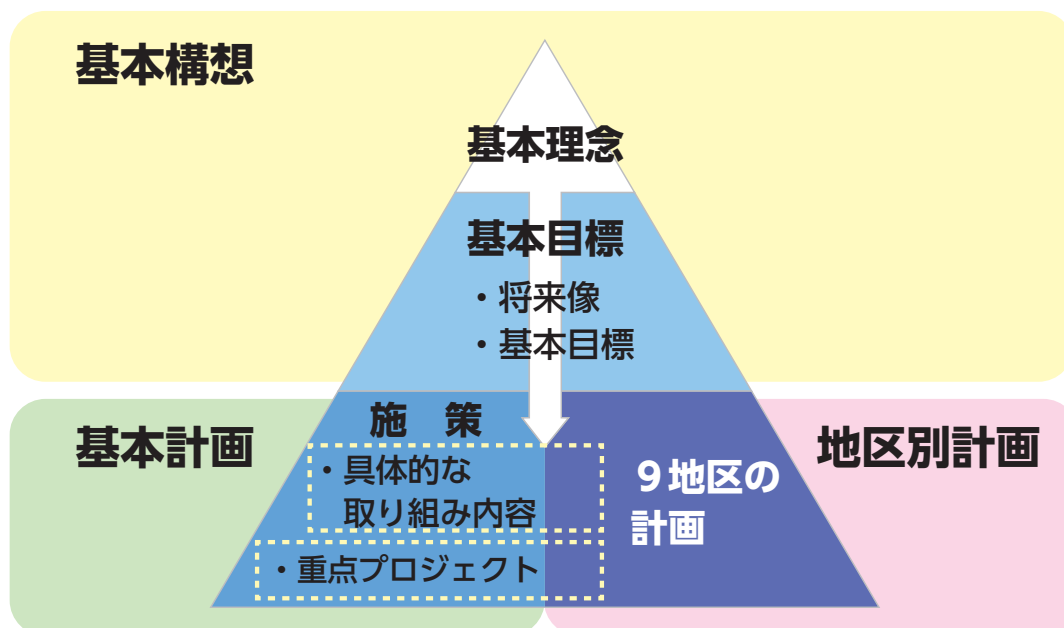 基本構想
基本理念
基本目標
・将来像
・基本目標
基本計画
施　策
・具体的な
取り組み内容
・重点プロジェクト
９地区の
計画
地区別計画